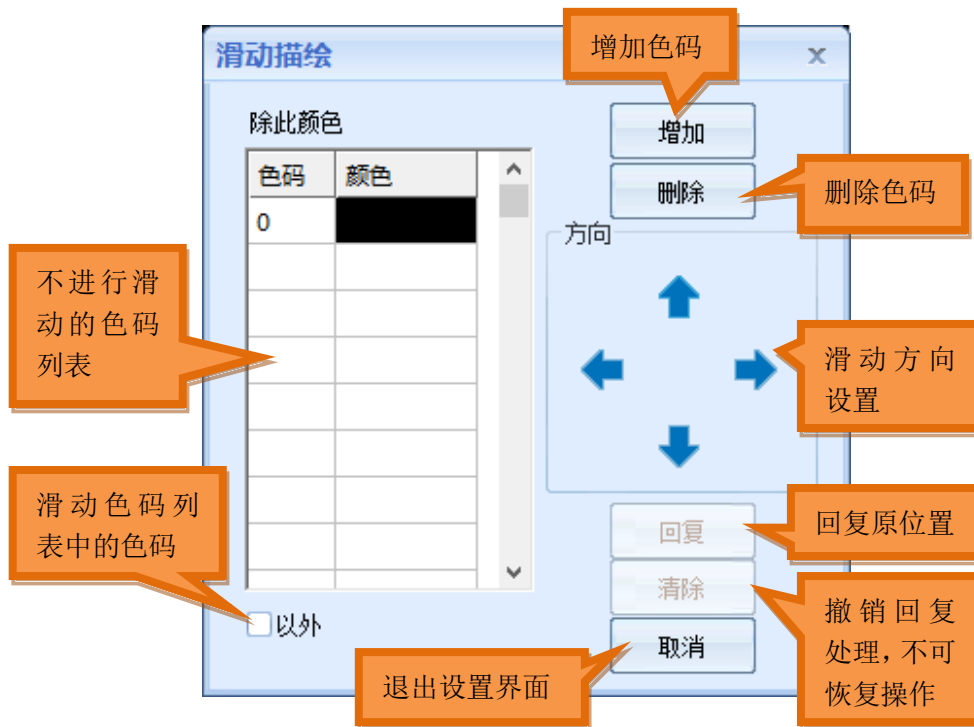 滑动描绘
增加色码
除此颜色
增加
色码 颜色
删除
删除色码
0
方向
不进行滑
动的色码
列表
滑动方向
设置
滑动色码列
表中的色码
回复
回复原位置
清除
以外
撤销回复
处理，不可
恢复操作
取消
退出设置界面